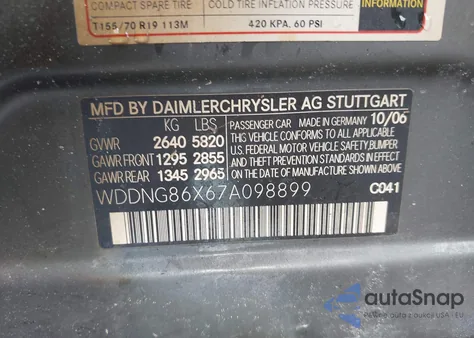 COMPACT SPARE TIRE COLD TIRE INFLATION PRESSURE
T155/70 R19 113M 420 KPA, 60 PSI
MFD BY DAIMLERCHRYSLER AG STUTTGART
KG LBS PASSENGER CAR MADE IN GERMANY 10/06
GVWR 2640 5820 THIS VEHICLE CONFORMS TO ALL APPLICABLE
GAWR FRONT 1295 2855 U.S. FEDERAL MOTOR VEHICLE SAFETY, BUMPER,
GAWR REAR 1345 2965 AND THEFT PREVENTION STANDARDS IN EFFECT ON THE DATE OF MANUFACTURE SHOWN ABOVE.
WDDNG86X67A098899 C041
autoSnap